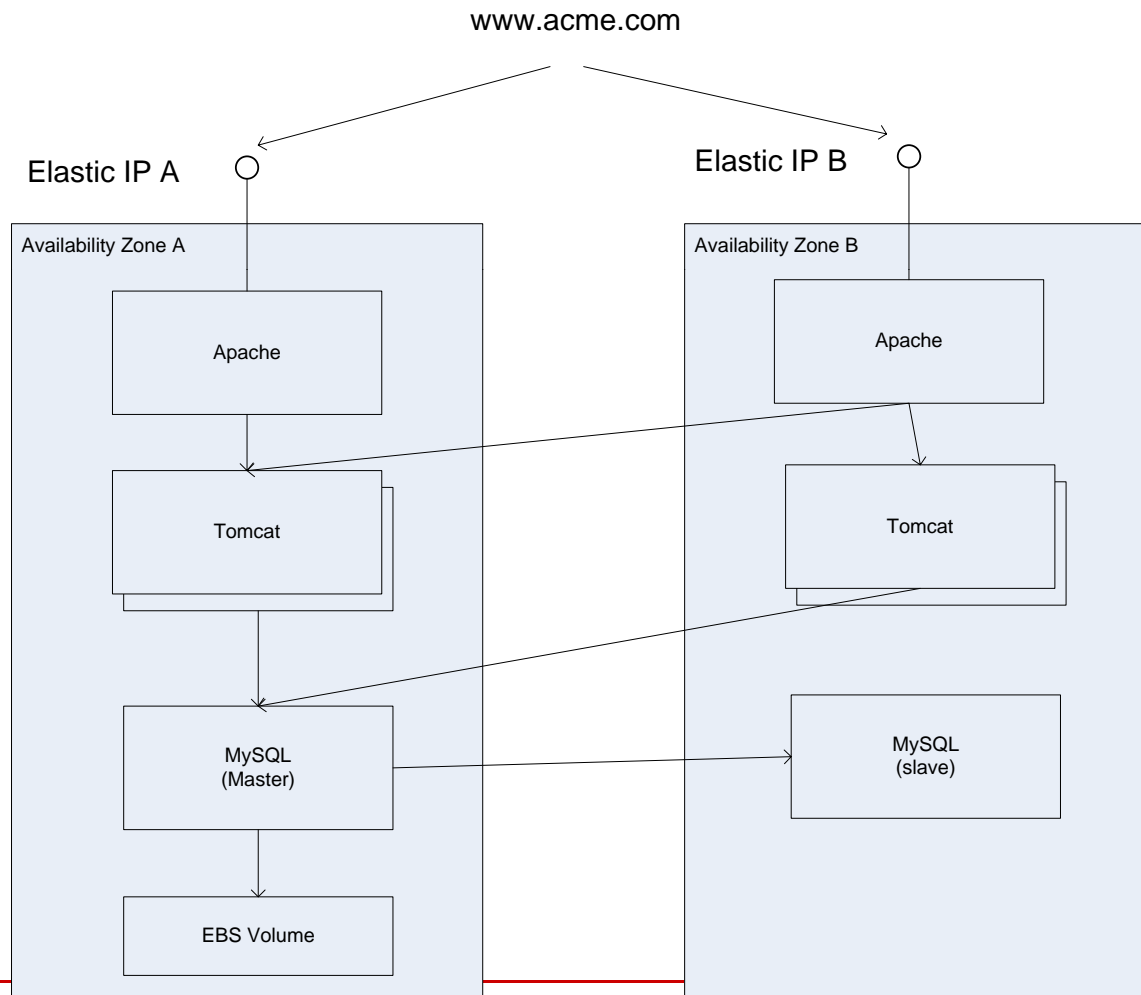 www.acme.com
Elastic IP A
Elastic IP B
Availability Zone A
Availability Zone B
Apache
Apache
Tomcat
Tomcat
MySQL
(Master)
MySQL
(slave)
EBS Volume